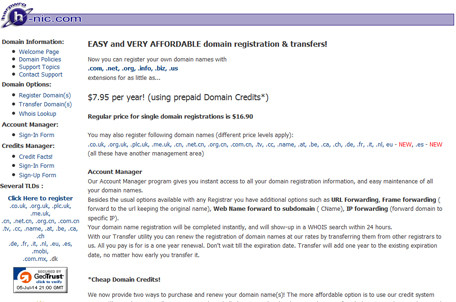 h-nic.com
Domain Information:
Welcome Page
Domain Policies
Support Topics
Contact Support
Domain Options:
Register Domain(s)
Transfer Domain(s)
Whois Lookup
Account Manager:
Sign-In Form
Credits Manager:
Credit Facts!
Sign-In Form
Sign-Up Form
Several TLDs :
Click Here to register
.co.uk, .org.uk, .plc.uk,
.me.uk,
.cn, .net.cn, .org.cn, .com.cn
.tv, .cc, .name, .at, .be, .ca,
.ch
.de, .fr, .it, .nl, .eu, .es,
.mobi,
.com.mx, .dk
SECURED BY
GeoTrust
click to verify
EASY and VERY AFFORDABLE domain registration & transfers!
Now you can register your own domain names with
.com, .net, .org, .info, .biz, .us
extensions for as little as...
$7.95 per year! (using prepaid Domain Credits*)
Regular price for single domain registrations is $16.90
You may also register following domain names (different price levels apply):
.co.uk, .org.uk, .plc.uk, .me.uk, .cn, .net.cn, .org.cn, .com.cn, .tv, .cc, .name, .at, .be, .ca, .ch, .de, .fr, .it, .nl, eu - NEW, .es - NEW
(all these have another management area)
Account Manager
Our Account Manager program gives you instant access to all your domain registration information, and easy maintenance of all
your domain names.
Besides the usual options available with any Registrar you have additional options such as URL forwarding, Frame forwarding (
forward to the url keeping the original name), Web Name forward to subdomain ( CName), IP forwarding (forward domain to
specific IP).
Your domain name registration will be completed instantly, and will show-up in a WHOIS search within 24 hours.
With our Transfer utility you can renew the registration of domain names at our rates by transferring them from other registrars to
us. All you pay is for is a one year renewal. Don't wait till the expiration date. Transfer will add one year to the existing expiration
date, no matter how early you transfer it.
*Cheap Domain Credits!
We now provide two ways to purchase and renew your domain name(s)! The more affordable option is to use our credit system